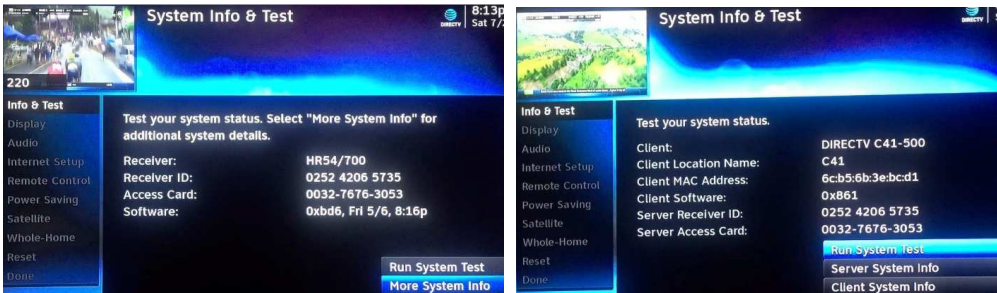 System Info & Test
DIRECTV
8:13p
Sat 7/2
220
Info & Test
Display
Audio
Internet Setup
Remote Control
Power Saving
Satellite
Whole-Home
Reset
Done
Test your system status. Select "More System Info" for
additional system details.
Receiver: HR54/700
Receiver ID: 0252 4206 5735
Access Card: 0032-7676-3053
Software: 0xbd6, Fri 5/6, 8:16p
Run System Test
More System Info
System Info & Test
DIRECTV
Info & Test
Display
Audio
Internet Setup
Remote Control
Power Saving
Satellite
Whole-Home
Reset
Done
Test your system status.
Client: DIRECTV C41-500
Client Location Name: C41
Client MAC Address: 6c:b5:6b:3e:bc:d1
Client Software: 0x861
Server Receiver ID: 0252 4206 5735
Server Access Card: 0032-7676-3053
Run System Test
Server System Info
Client System Info